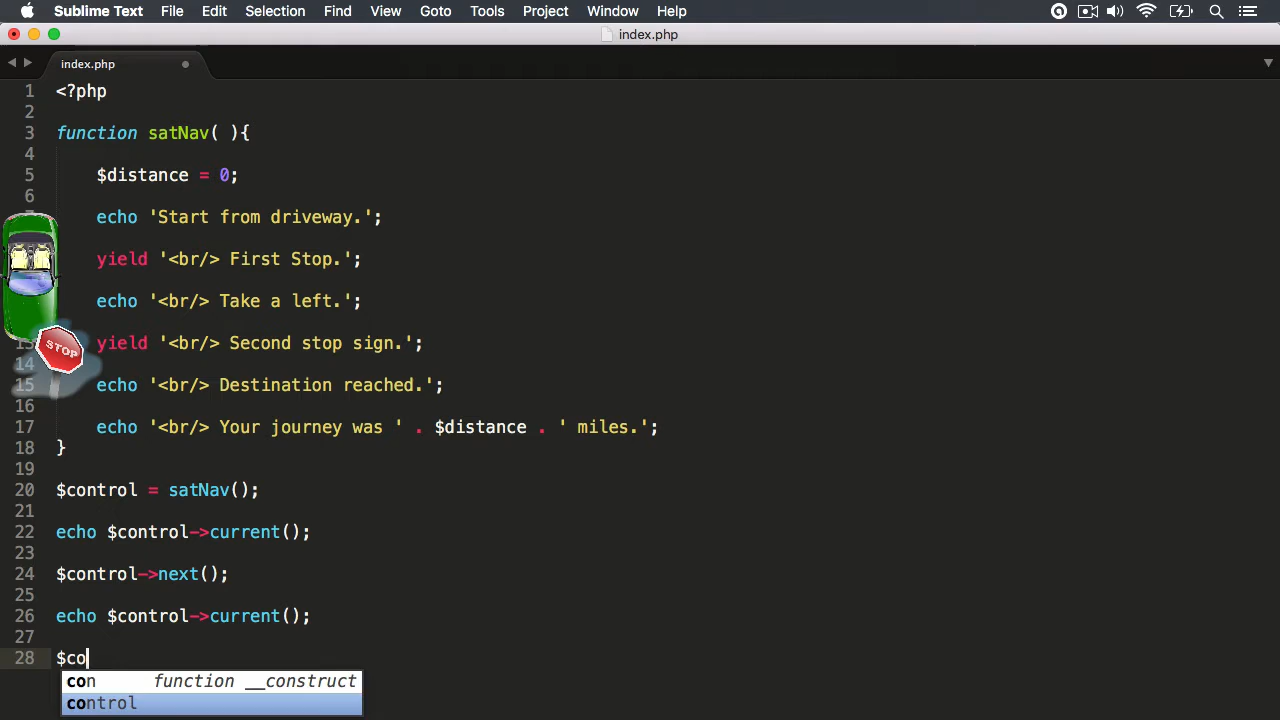 Sublime Text File Edit Selection Find View Goto Tools Project Window Help
index.php
index.php
1 <?php
2
3 function satNav( ){
4
5 $distance = 0;
6
echo 'Start from driveway.';
yield '<br/> First Stop.';
echo '<br/> Take a left.';
13 yield '<br/> Second stop sign.';
STOP
14
15 echo '<br/> Destination reached.';
16
17 echo '<br/> Your journey was ' . $distance . ' miles.';
18 }
19
20 $control = satNav();
21
22 echo $control->current();
23
24 $control->next();
25
26 echo $control->current();
27
28 $co
con function __construct
control